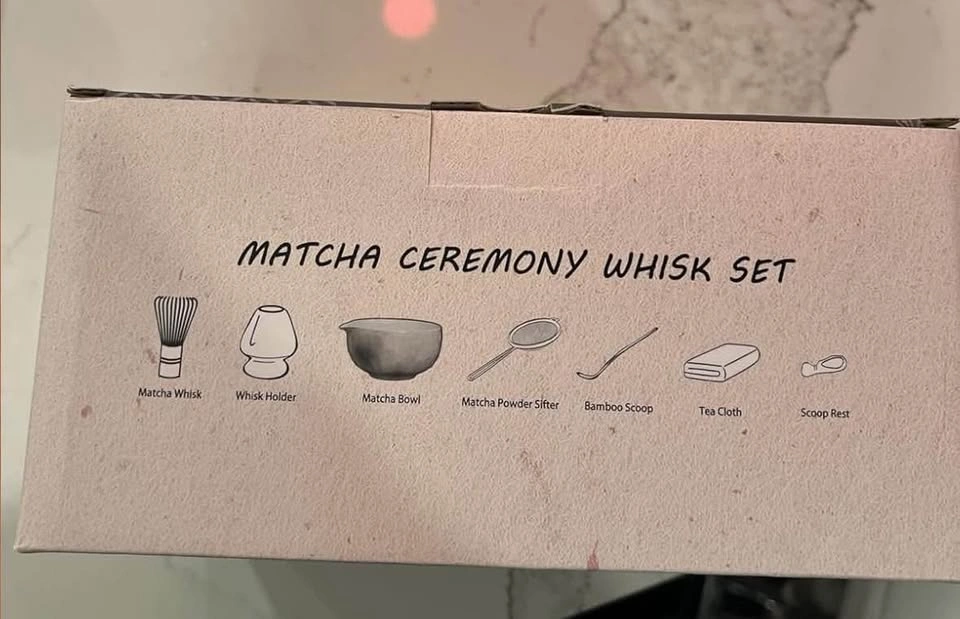 MATCHA CEREMONY WHISK SET
Matcha Whisk
Whisk Holder
Matcha Bowl
Matcha Powder Sifter
Bamboo Scoop
Tea Cloth
Scoop Rest